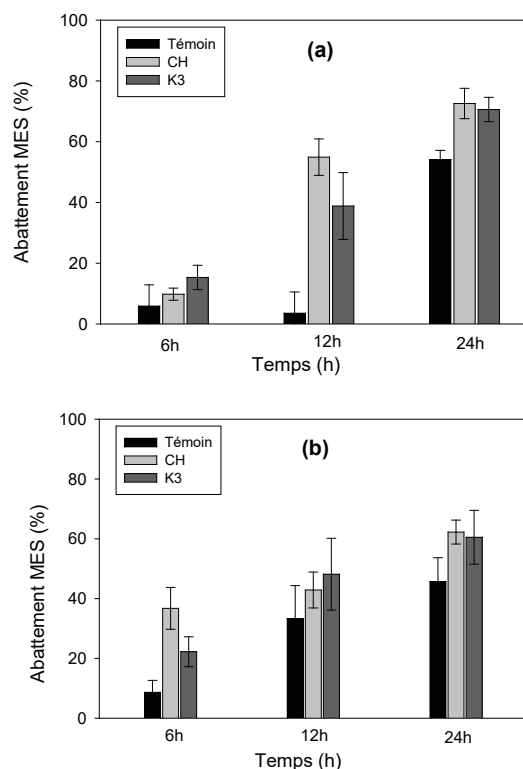 100
(a)
Témoin
CH
K3
80
60
40
20
0
Abattement MES (%)
6h
12h
24h
Temps (h)
100
(b)
Témoin
CH
K3
80
60
40
20
0
Abattement MES (%)
6h
12h
24h
Temps (h)